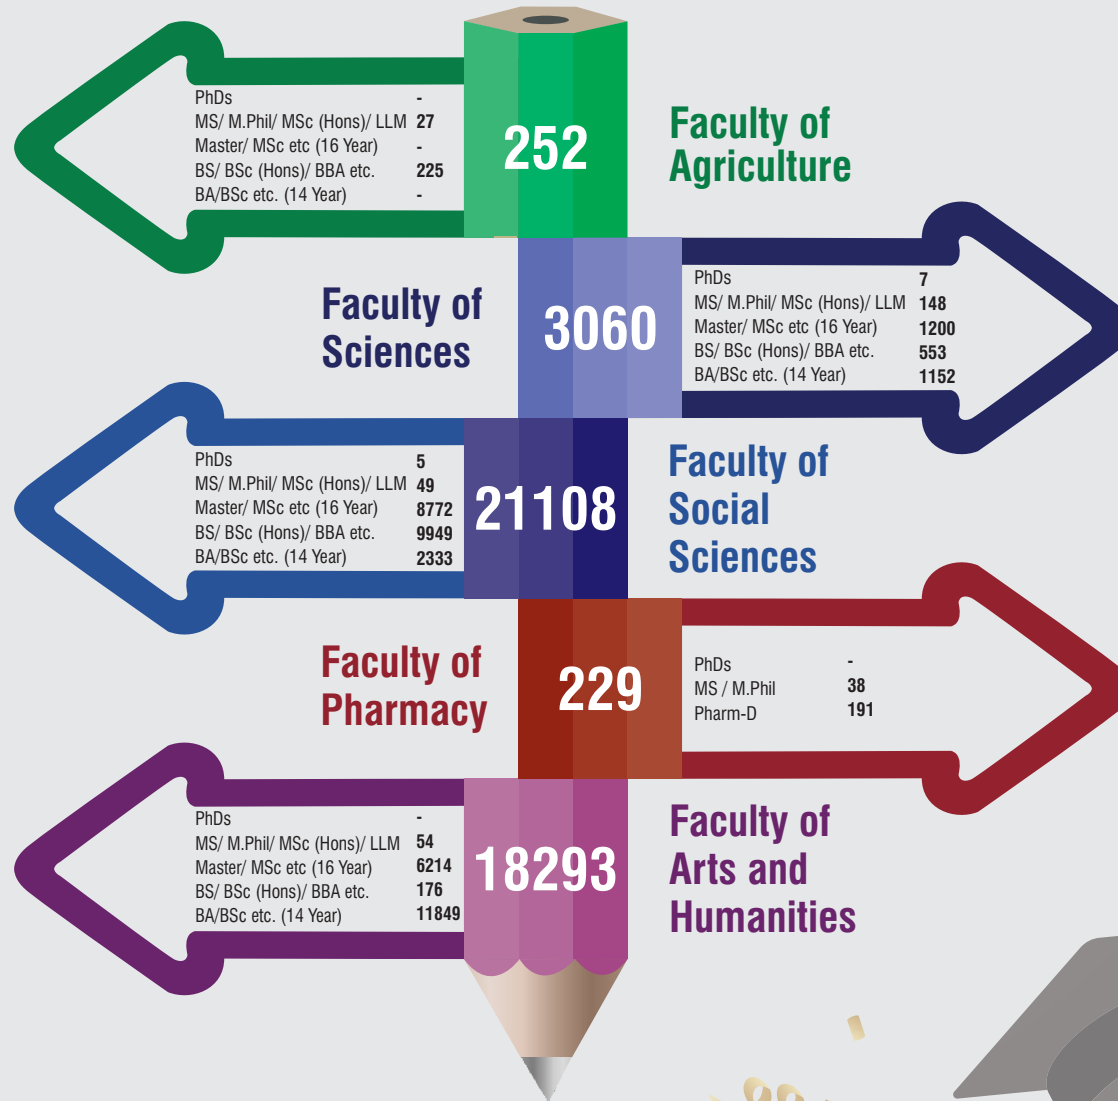 PhDs -
MS/ M.Phil/ MSc (Hons)/ LLM 27
Master/ MSc etc (16 Year) -
BS/ BSc (Hons)/ BBA etc. 225
BA/BSc etc. (14 Year) -
252
Faculty of
Agriculture
Faculty of
Sciences
3060
PhDs 7
MS/ M.Phil/ MSc (Hons)/ LLM 148
Master/ MSc etc (16 Year) 1200
BS/ BSc (Hons)/ BBA etc. 553
BA/BSc etc. (14 Year) 1152
PhDs 5
MS/ M.Phil/ MSc (Hons)/ LLM 49
Master/ MSc etc (16 Year) 8772
BS/ BSc (Hons)/ BBA etc. 9949
BA/BSc etc. (14 Year) 2333
21108
Faculty of
Social
Sciences
Faculty of
Pharmacy
229
PhDs -
MS / M.Phil 38
Pharm-D 191
PhDs -
MS/ M.Phil/ MSc (Hons)/ LLM 54
Master/ MSc etc (16 Year) 6214
BS/ BSc (Hons)/ BBA etc. 176
BA/BSc etc. (14 Year) 11849
18293
Faculty of
Arts and
Humanities